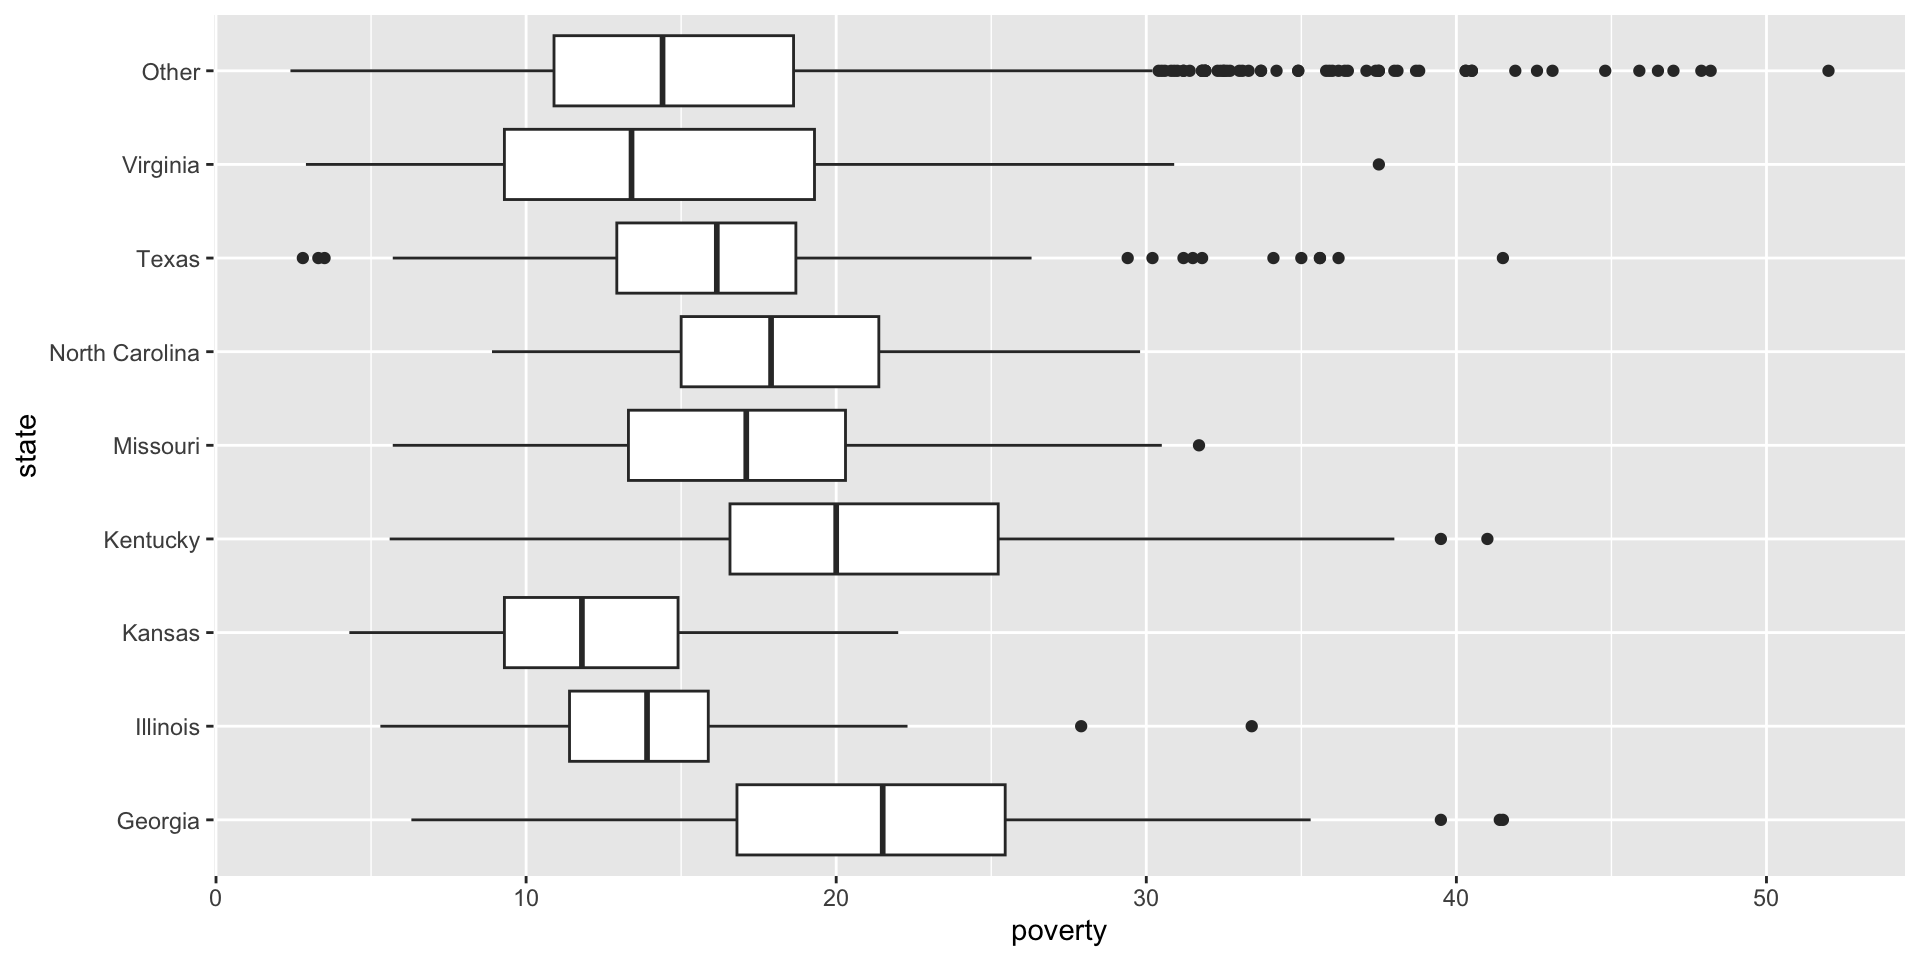 Other
Virginia
Texas
North Carolina
Missouri
Kentucky
Kansas
Illinois
Georgia
state
0 10 20 30 40 50
poverty